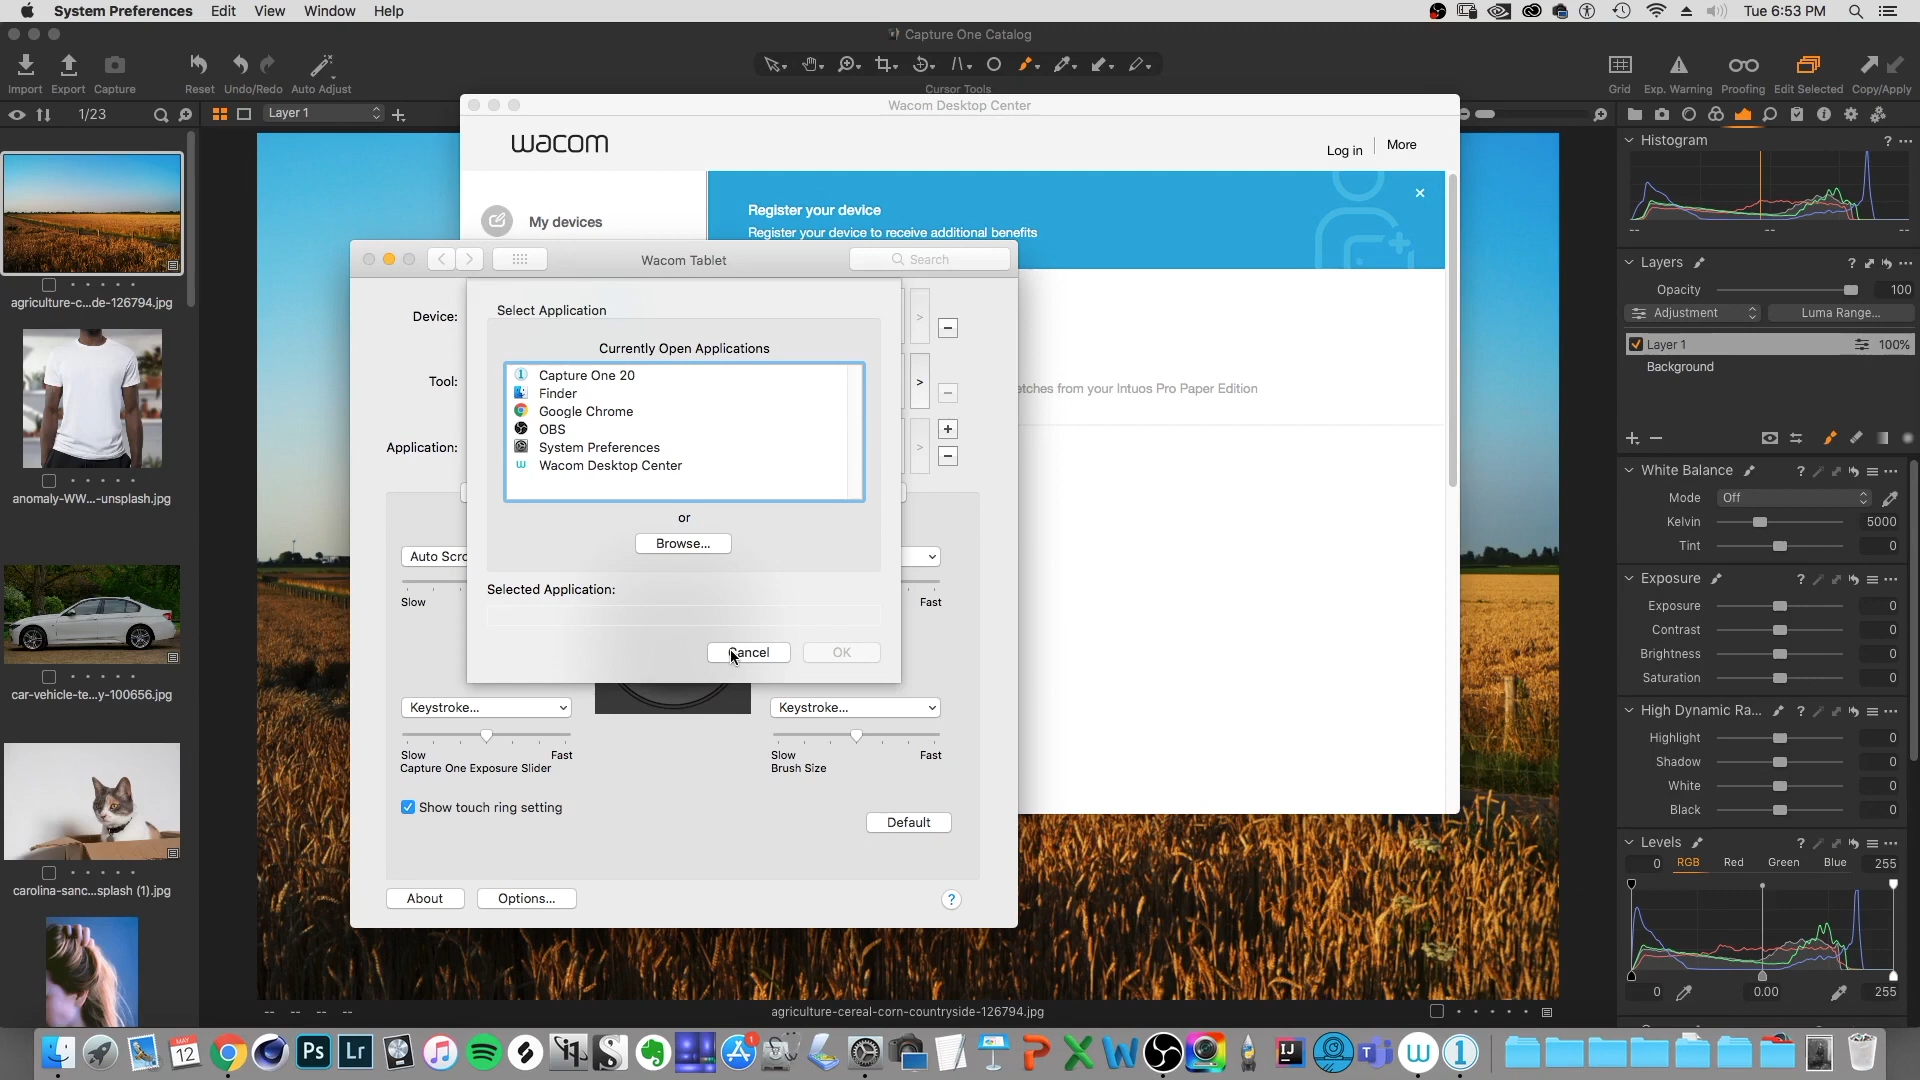 System Preferences Edit View Window Help
Tue 6:53 PM
Capture One Catalog
Import Export Capture Reset Undo/Redo Auto Adjust
Cursor Tools
Grid Exp. Warning Proofing Edit Selected Copy/Apply
1/23 Layer 1
Wacom Desktop Center
wacom
Log in More
My devices
Register your device
Register your device to receive additional benefits
etches from your Intuos Pro Paper Edition
Wacom Tablet
Search
Device:
Tool:
Application:
Select Application
Currently Open Applications
Capture One 20
Finder
Google Chrome
OBS
System Preferences
Wacom Desktop Center
or
Browse...
Selected Application:
Cancel OK
Auto Scro
Slow Fast
Keystroke... Keystroke...
Slow Fast Slow Fast
Capture One Exposure Slider Brush Size
Show touch ring setting
Default
About Options... ?
agriculture-c...de-126794.jpg
anomaly-WW...-unsplash.jpg
car-vehicle-te...y-100656.jpg
carolina-sanc...splash (1).jpg
agriculture-cereal-corn-countryside-126794.jpg
Histogram
Layers
Opacity 100
Adjustment Luma Range...
Layer 1 100%
Background
White Balance
Mode Off
Kelvin 5000
Tint 0
Exposure
Exposure 0
Contrast 0
Brightness 0
Saturation 0
High Dynamic Ra...
Highlight 0
Shadow 0
White 0
Black 0
Levels
0 RGB Red Green Blue 255
0 0.00 255
MAY
12
Ps Lr